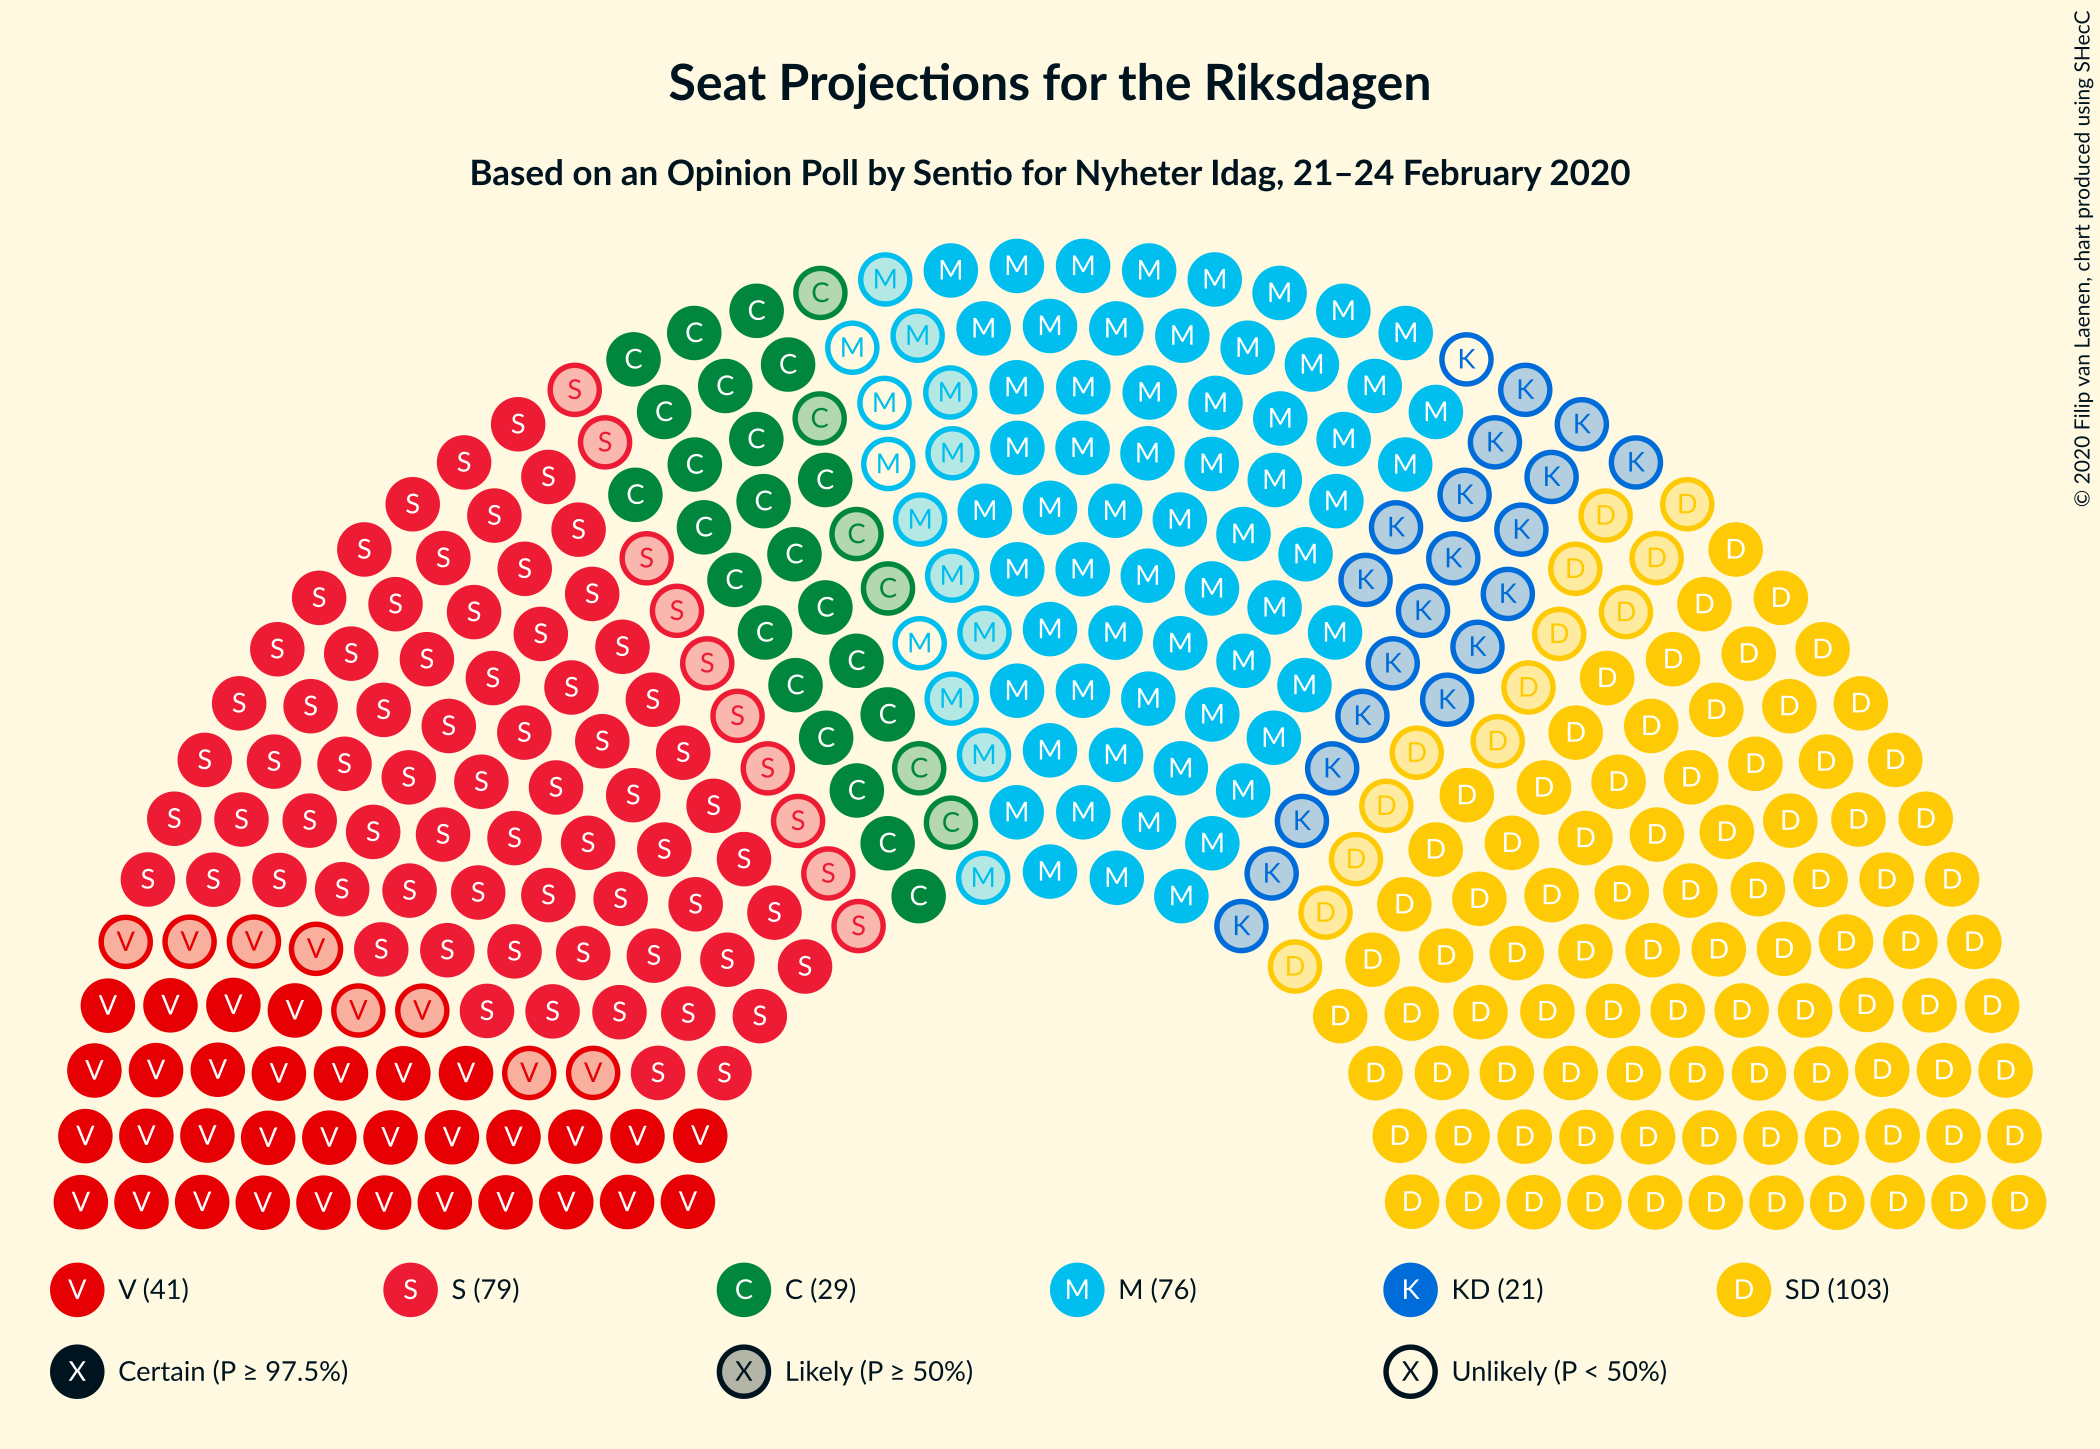 Seat Projections for the Riksdagen
Based on an Opinion Poll by Sentio for Nyheter Idag, 21–24 February 2020
© 2020 Filip van Laenen, chart produced using SHecC
V V (41)
S S (79)
C C (29)
M M (76)
K KD (21)
D SD (103)
X Certain (P ≥ 97.5%)
X Likely (P ≥ 50%)
X Unlikely (P < 50%)